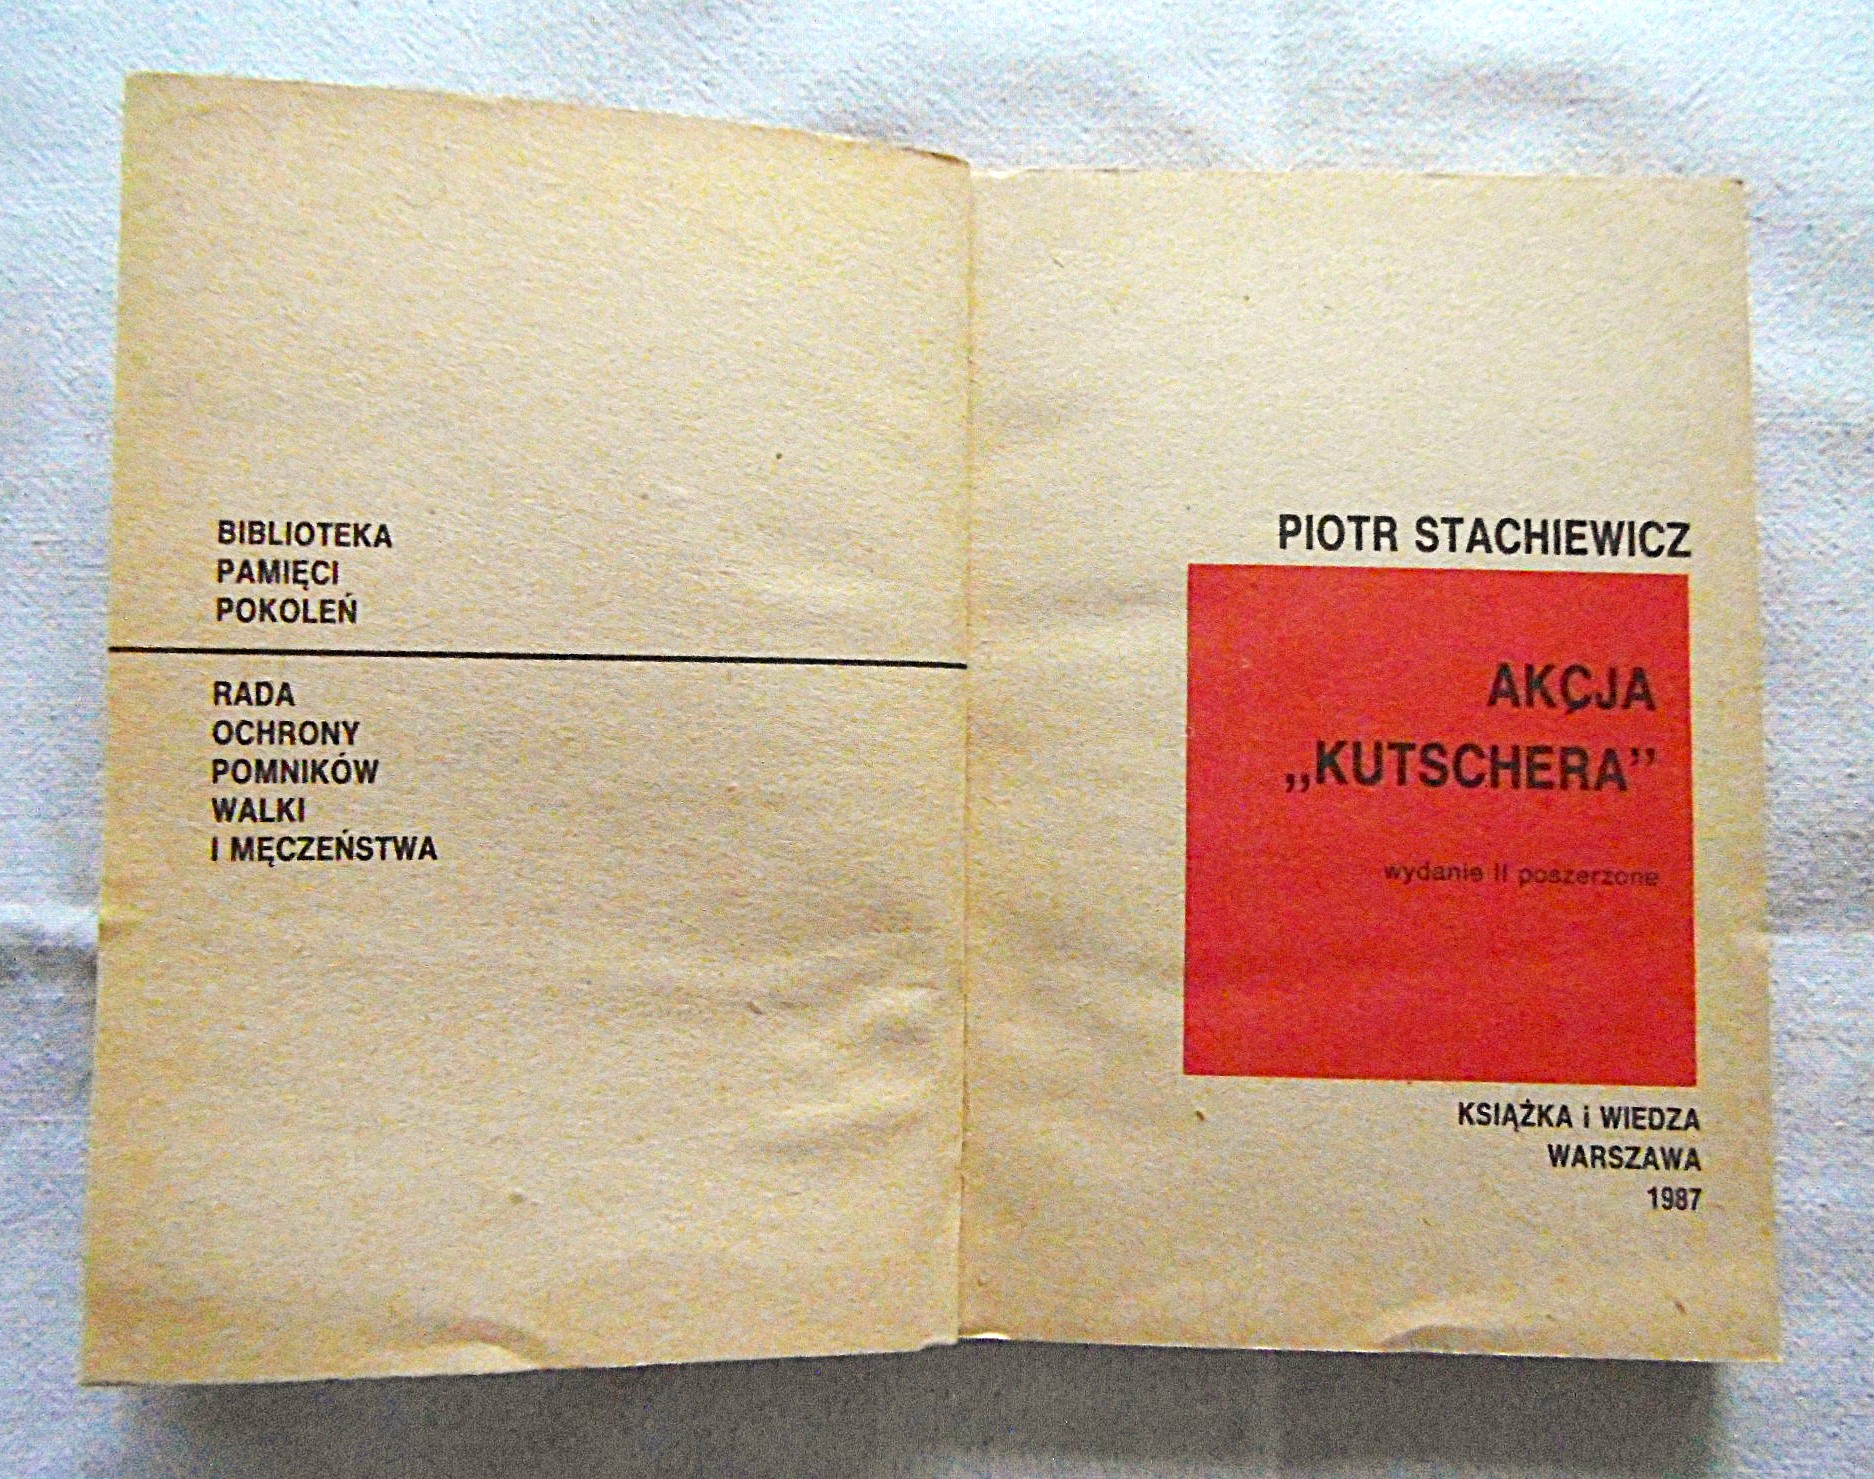 BIBLIOTEKA
PAMIĘCI
POKOLEŃ
RADA
OCHRONY
POMNIKÓW
WALKI
I MĘCZEŃSTWA
PIOTR STACHIEWICZ
AKCJA
„KUTSCHERA”
wydanie II poszerzone
KSIĄŻKA i WIEDZA
WARSZAWA
1987